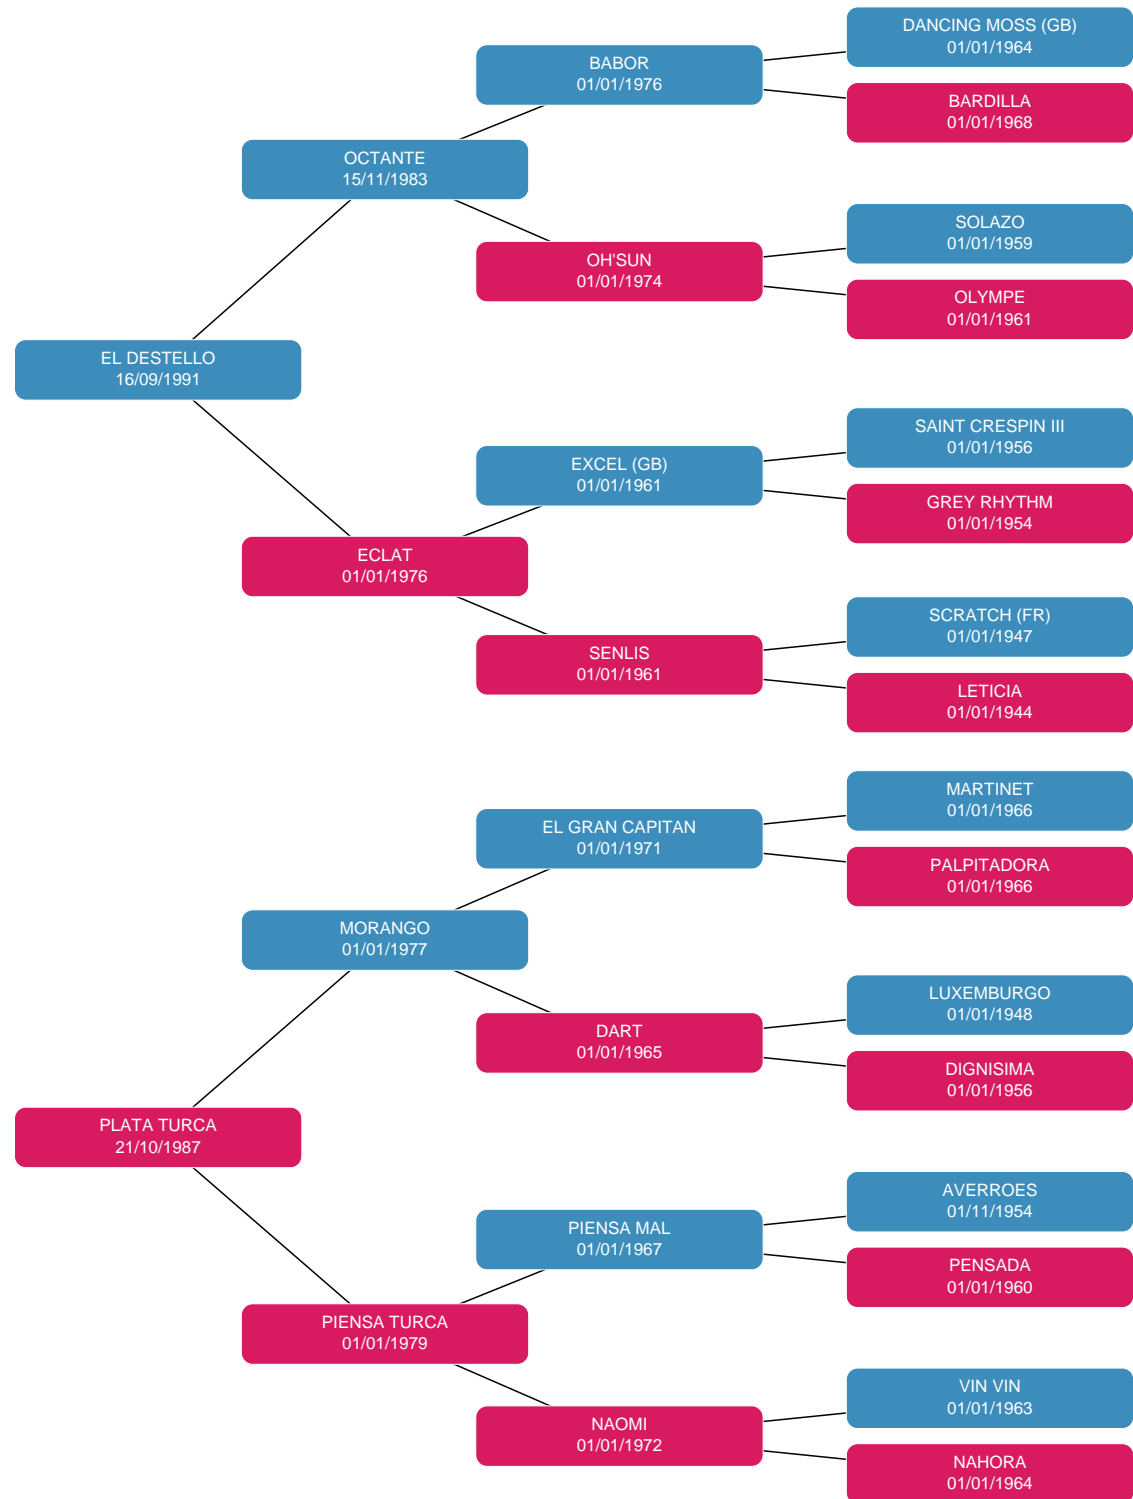 DANCING MOSS (GB)
01/01/1964
BABOR
01/01/1976
BARDILLA
01/01/1968
OCTANTE
15/11/1983
SOLAZO
01/01/1959
OH'SUN
01/01/1974
OLYMPE
01/01/1961
EL DESTELLO
16/09/1991
SAINT CRESPIN III
01/01/1956
EXCEL (GB)
01/01/1961
GREY RHYTHM
01/01/1954
ECLAT
01/01/1976
SCRATCH (FR)
01/01/1947
SENLIS
01/01/1961
LETICIA
01/01/1944
MARTINET
01/01/1966
EL GRAN CAPITAN
01/01/1971
PALPITADORA
01/01/1966
MORANGO
01/01/1977
LUXEMBURGO
01/01/1948
DART
01/01/1965
DIGNISIMA
01/01/1956
PLATA TURCA
21/10/1987
AVERROES
01/11/1954
PIENSA MAL
01/01/1967
PENSADA
01/01/1960
PIENSA TURCA
01/01/1979
VIN VIN
01/01/1963
NAOMI
01/01/1972
NAHORA
01/01/1964